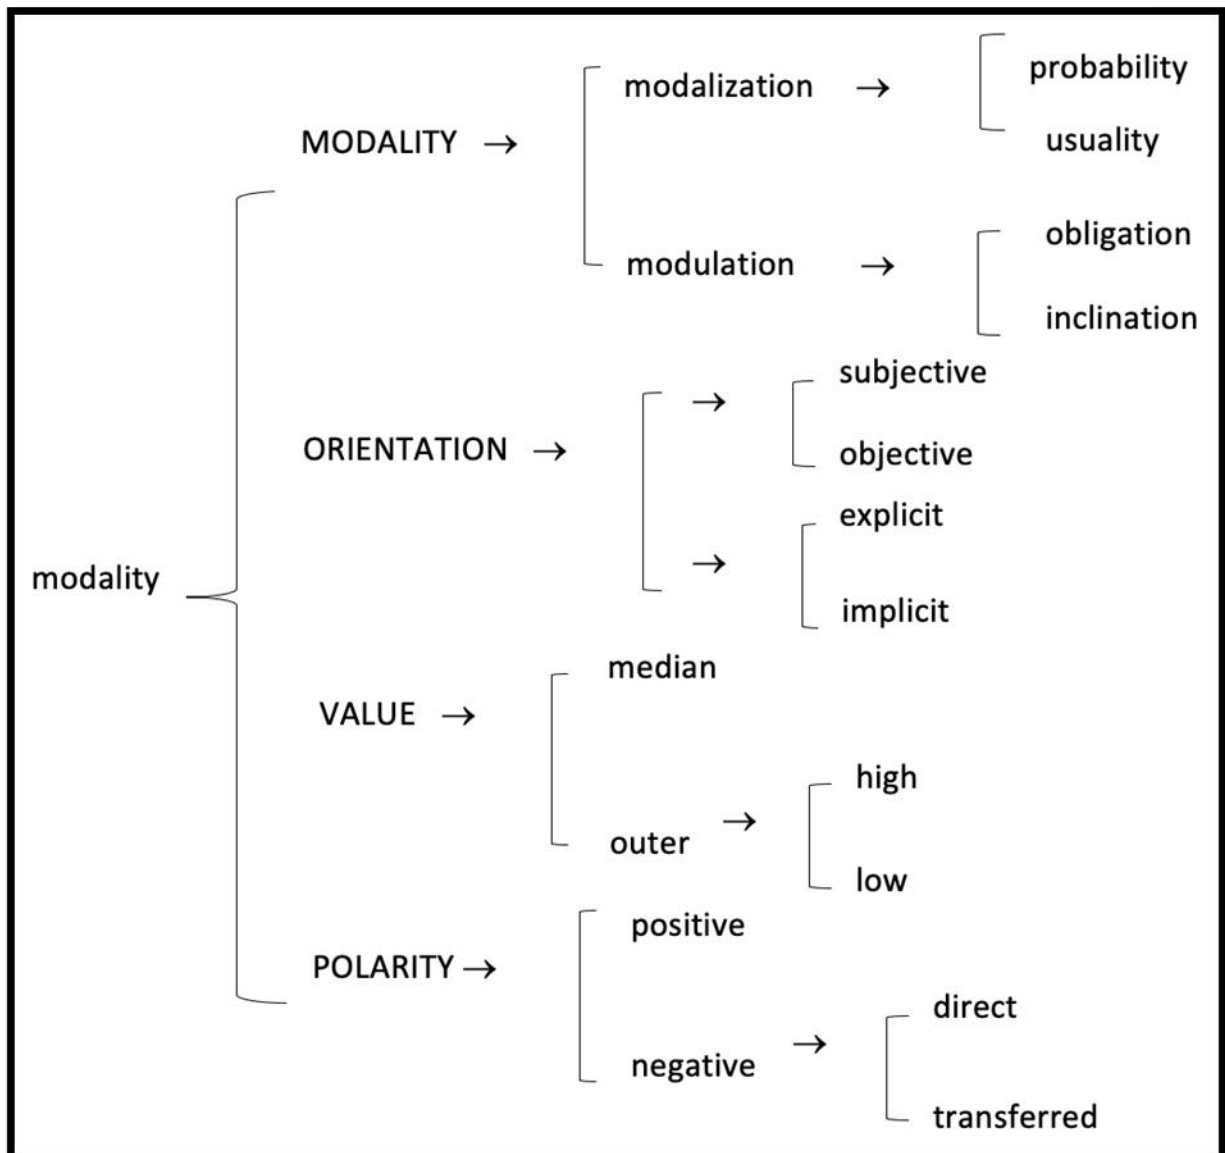 probability
modalization →
MODALITY →
usuality
obligation
modulation →
inclination
subjective
→
ORIENTATION →
objective
explicit
→
modality
implicit
median
VALUE →
high
→
outer
low
positive
POLARITY →
direct
→
negative
transferred